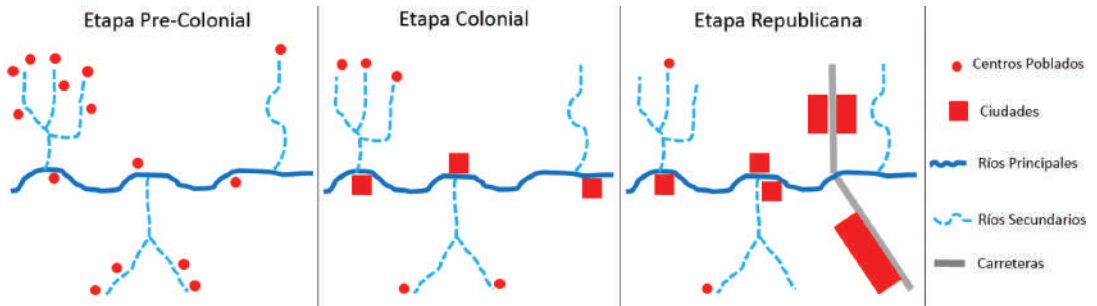 Etapa Pre-Colonial
Etapa Colonial
Etapa Republicana
Centros Poblados
Ciudades
Ríos Principales
Ríos Secundarios
Carreteras